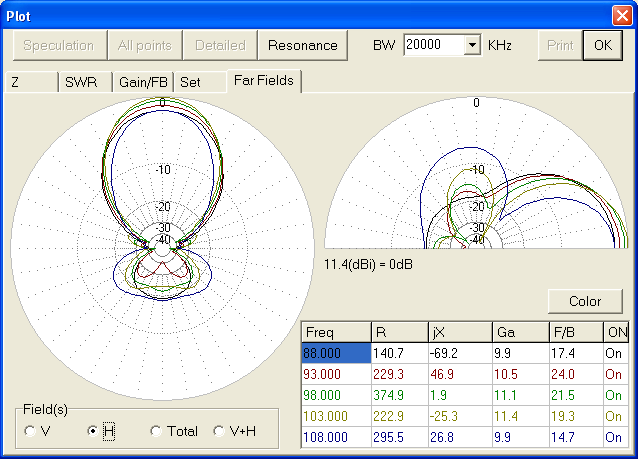 Plot
Speculation All points Detailed Resonance BW 20000 KHz Print OK
Z SWR Gain/FB Set Far Fields
0 0
-10 -10
-20 -20
-30 -30
-40 -40
11.4(dBi) = 0dB
Color
Freq R jX Ga F/B ON
88.000 140.7 -69.2 9.9 17.4 On
93.000 229.3 46.9 10.5 24.0 On
98.000 374.9 1.9 11.1 21.5 On
103.000 222.9 -25.3 11.4 19.3 On
108.000 295.5 26.8 9.9 14.7 On
Field(s)
V H Total V+H